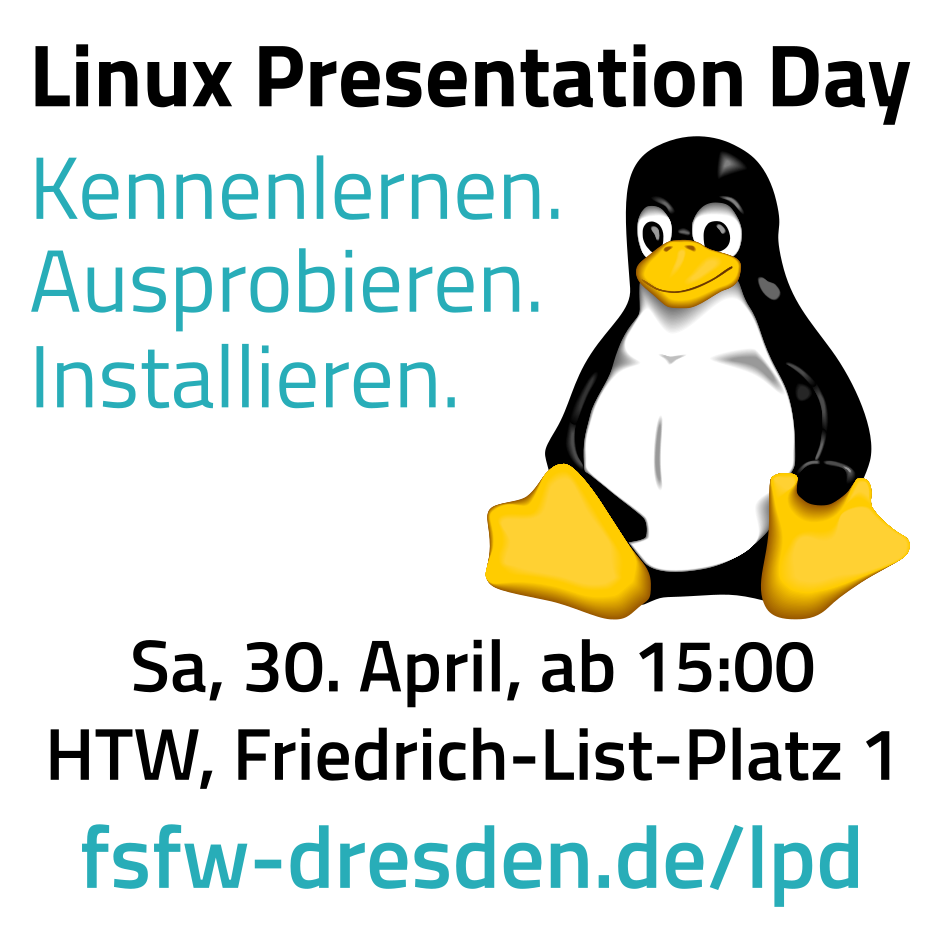 Linux Presentation Day
Kennenlernen.
Ausprobieren.
Installieren.
Sa, 30. April, ab 15:00
HTW, Friedrich-List-Platz 1
fsfw-dresden.de/lpd